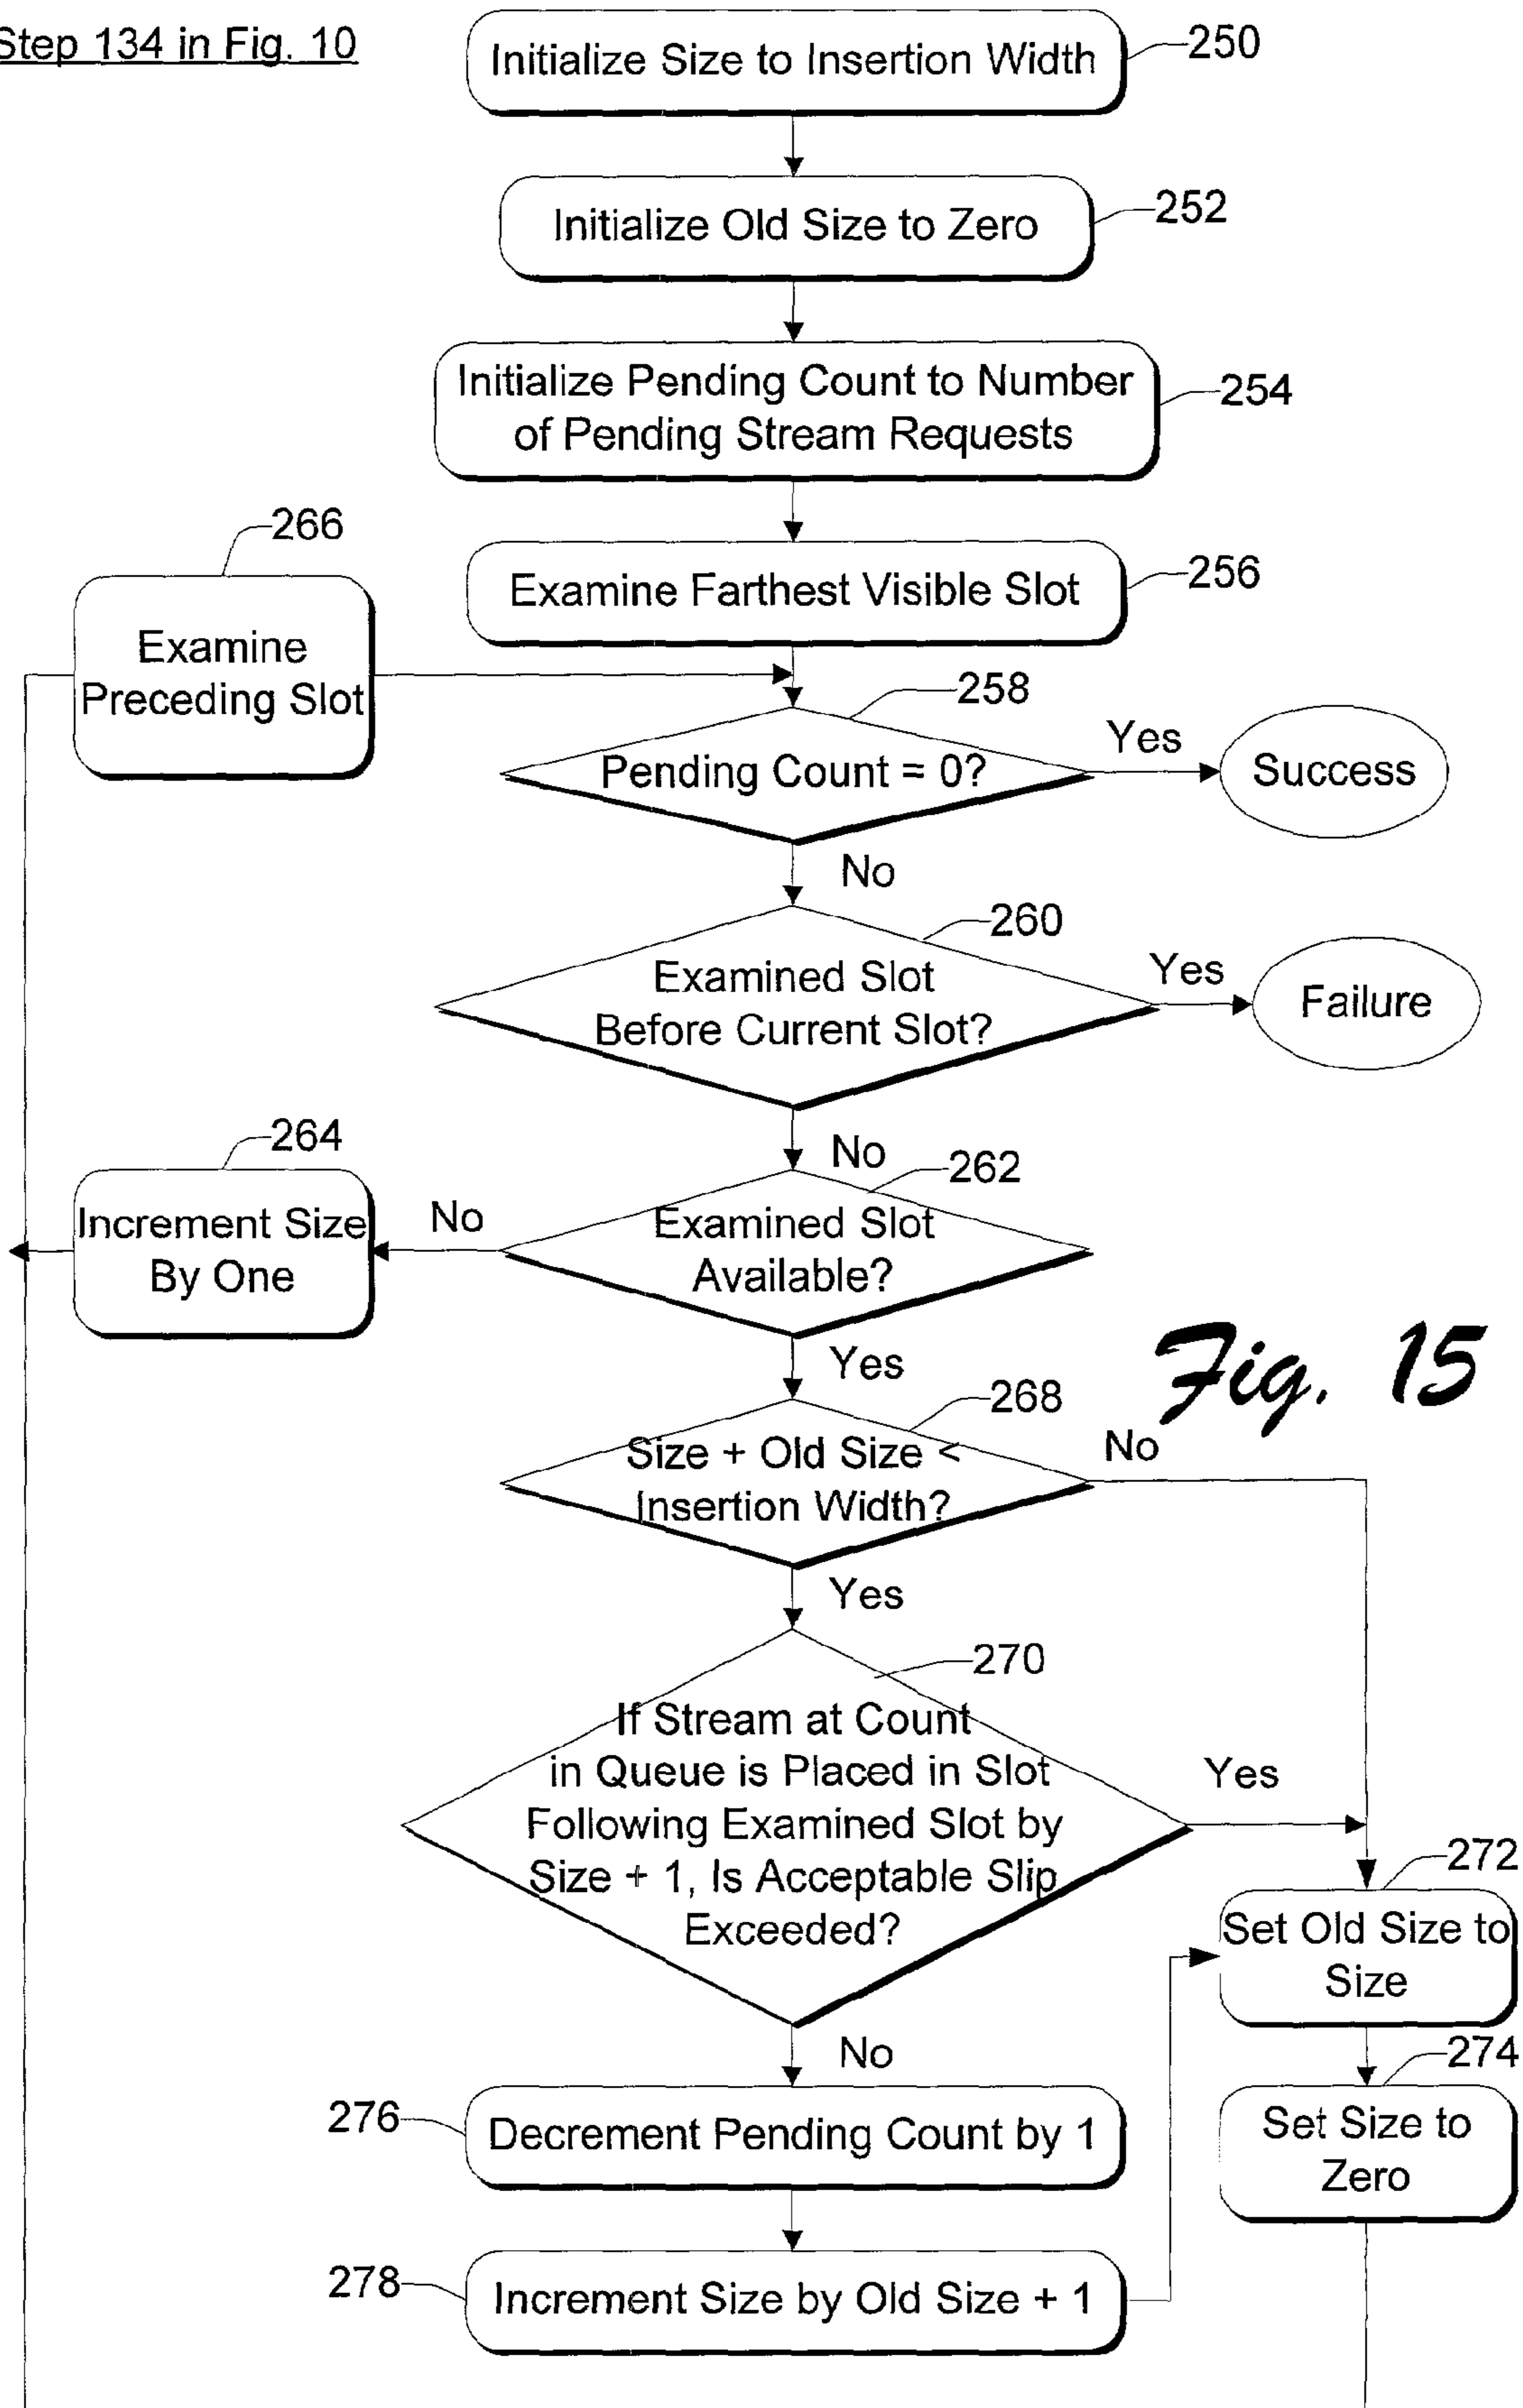 Step 134 in Fig. 10
Initialize Size to Insertion Width
250
Initialize Old Size to Zero
252
Initialize Pending Count to Number
of Pending Stream Requests
254
266
Examine
Preceding Slot
Examine Farthest Visible Slot
256
258
Pending Count = 0?
Yes
Success
No
260
Examined Slot
Before Current Slot?
Yes
Failure
No
264
Increment Size
By One
No
262
Examined Slot
Available?
Yes
Fig. 15
268
Size + Old Size <
Insertion Width?
No
Yes
270
If Stream at Count
in Queue is Placed in Slot
Following Examined Slot by
Size + 1, Is Acceptable Slip
Exceeded?
Yes
272
Set Old Size to
Size
No
274
Set Size to
Zero
276
Decrement Pending Count by 1
278
Increment Size by Old Size + 1